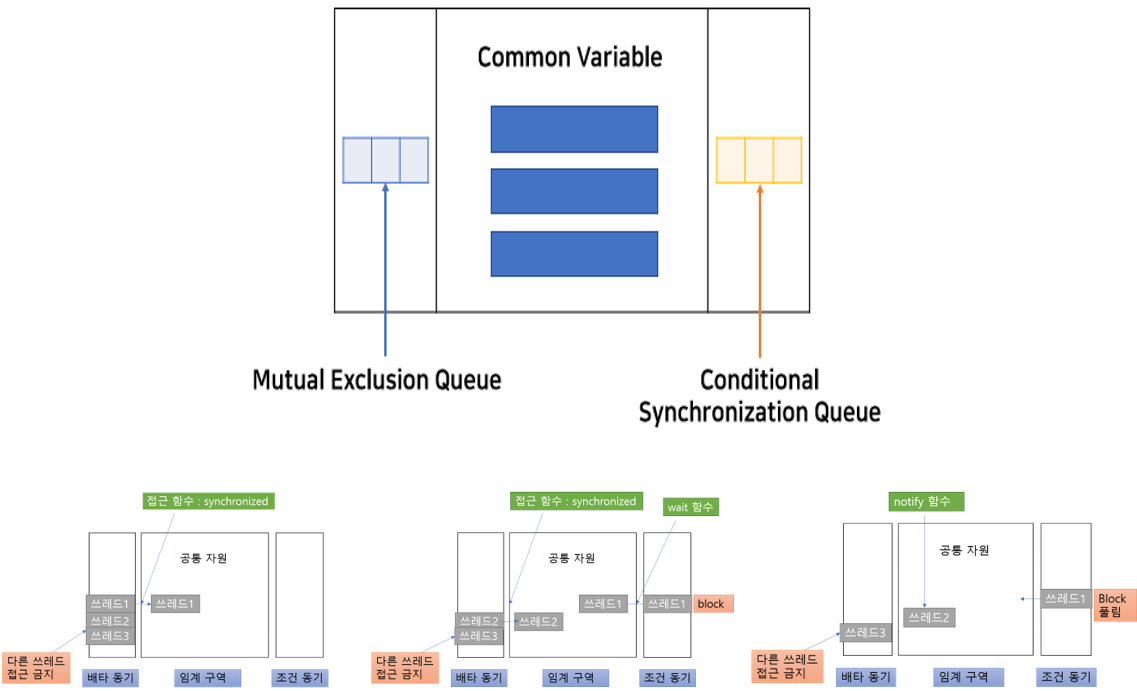 Common Variable
Mutual Exclusion Queue
Conditional
Synchronization Queue
접근 함수 : synchronized
공통 자원
쓰레드1
쓰레드1
쓰레드2
쓰레드3
다른 쓰레드
접근 금지
배타 동기
임계 구역
조건 동기
접근 함수 : synchronized
wait 함수
공통 자원
쓰레드1
쓰레드1
block
쓰레드2
쓰레드2
쓰레드3
다른 쓰레드
접근 금지
배타 동기
임계 구역
조건 동기
notify 함수
공통 자원
쓰레드1
Block
풀림
쓰레드2
쓰레드3
다른 쓰레드
접근 금지
배타 동기
임계 구역
조건 동기